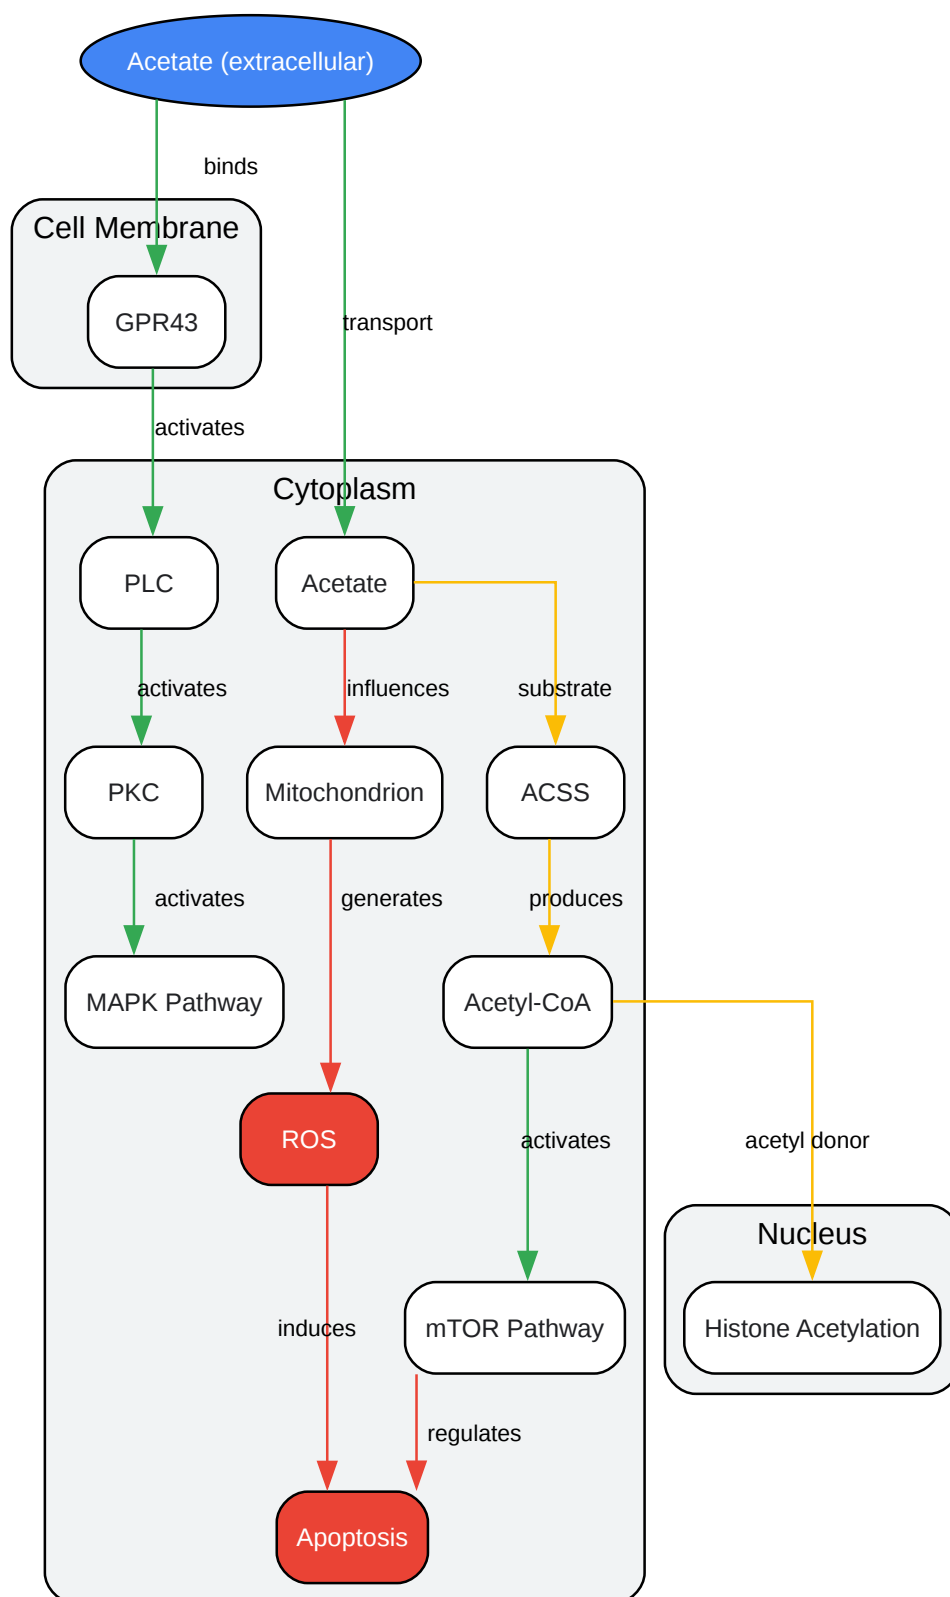 Acetate (extracellular)
binds
Cell Membrane
GPR43
transport
activates
Cytoplasm
PLC
Acetate
activates
influences
substrate
PKC
Mitochondrion
ACSS
activates
generates
produces
MAPK Pathway
Acetyl-CoA
ROS
activates
acetyl donor
Nucleus
induces
mTOR Pathway
Histone Acetylation
regulates
Apoptosis